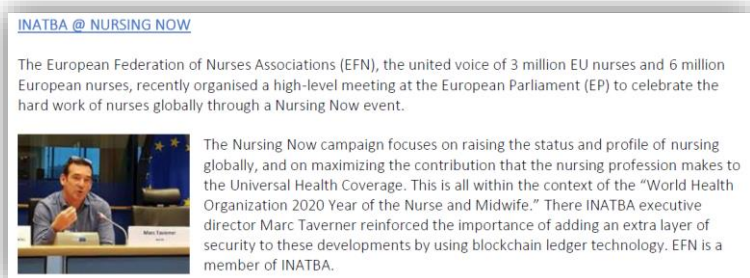 INATBA @ NURSING NOW
The European Federation of Nurses Associations (EFN), the united voice of 3 million EU nurses and 6 million
European nurses, recently organised a high-level meeting at the European Parliament (EP) to celebrate the
hard work of nurses globally through a Nursing Now event.
The Nursing Now campaign focuses on raising the status and profile of nursing
globally, and on maximizing the contribution that the nursing profession makes to
the Universal Health Coverage. This is all within the context of the “World Health
Organization 2020 Year of the Nurse and Midwife.” There INATBA executive
director Marc Taverner reinforced the importance of adding an extra layer of
security to these developments by using blockchain ledger technology. EFN is a
member of INATBA.
Marc Taverner